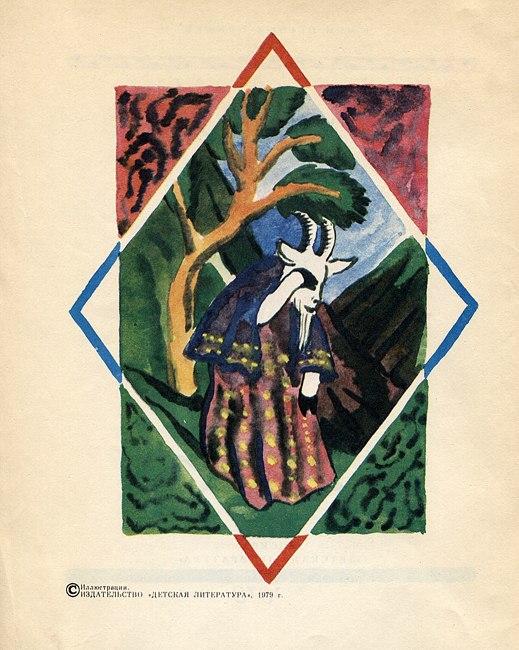 © Иллюстрации.
ИЗДАТЕЛЬСТВО «ДЕТСКАЯ ЛИТЕРАТУРА», 1979 г.